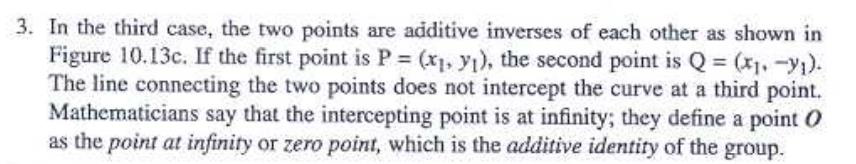 3. In the third case, the two points are additive inverses of each other as shown in
Figure 10.13c. If the first point is P = (x₁, y₁), the second point is Q = (x₁, -y₁).
The line connecting the two points does not intercept the curve at a third point.
Mathematicians say that the intercepting point is at infinity; they define a point O
as the point at infinity or zero point, which is the additive identity of the group.